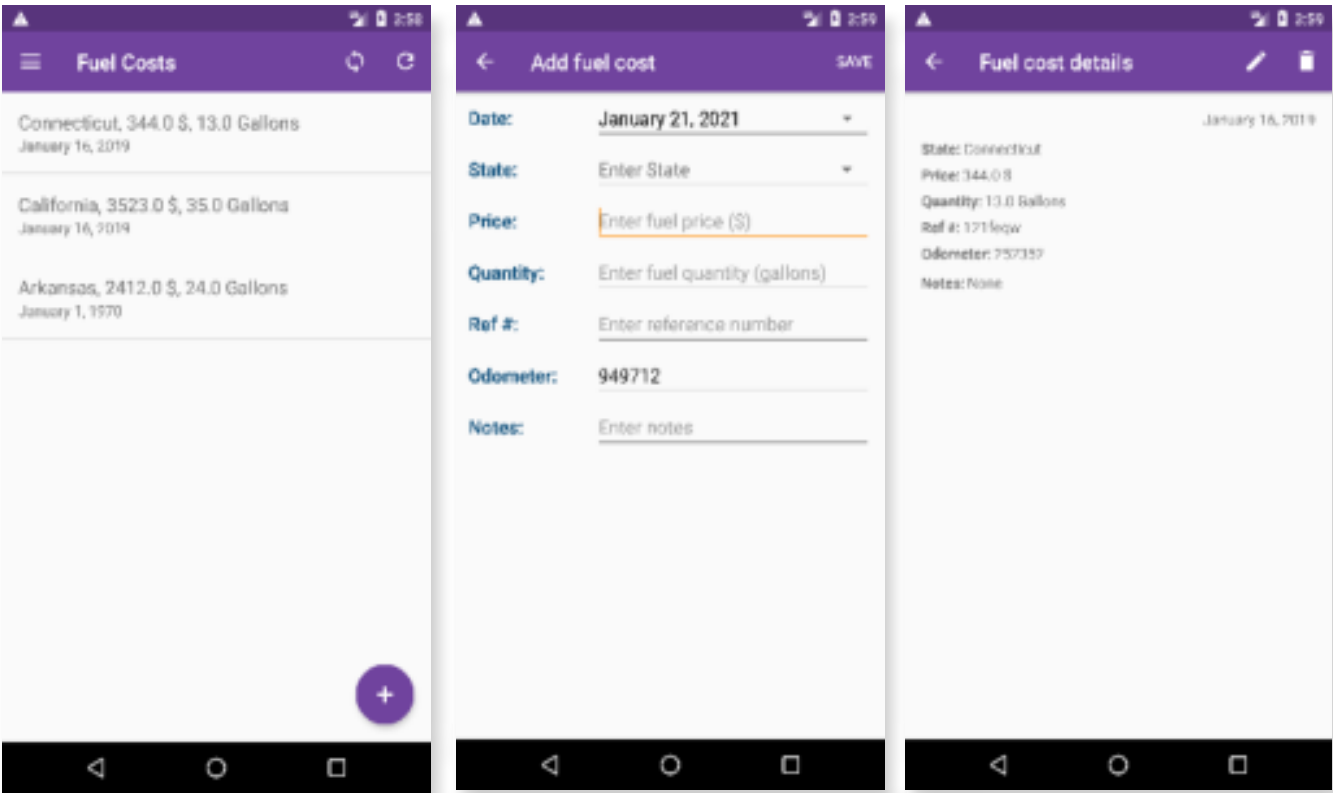 2:58
Fuel Costs
Connecticut, 344.0 $, 13.0 Gallons
January 16, 2019
California, 3523.0 $, 35.0 Gallons
January 16, 2019
Arkansas, 2412.0 $, 24.0 Gallons
January 1, 1970
+
2:59
Add fuel cost
SAVE
Date: January 21, 2021
State: Enter State
Price: Enter fuel price ($)
Quantity: Enter fuel quantity (gallons)
Ref #: Enter reference number
Odometer: 949712
Notes: Enter notes
2:59
Fuel cost details
January 16, 2019
State: Connecticut
Price: 344.0 $
Quantity: 13.0 Gallons
Ref #:
Odometer:
Notes: None